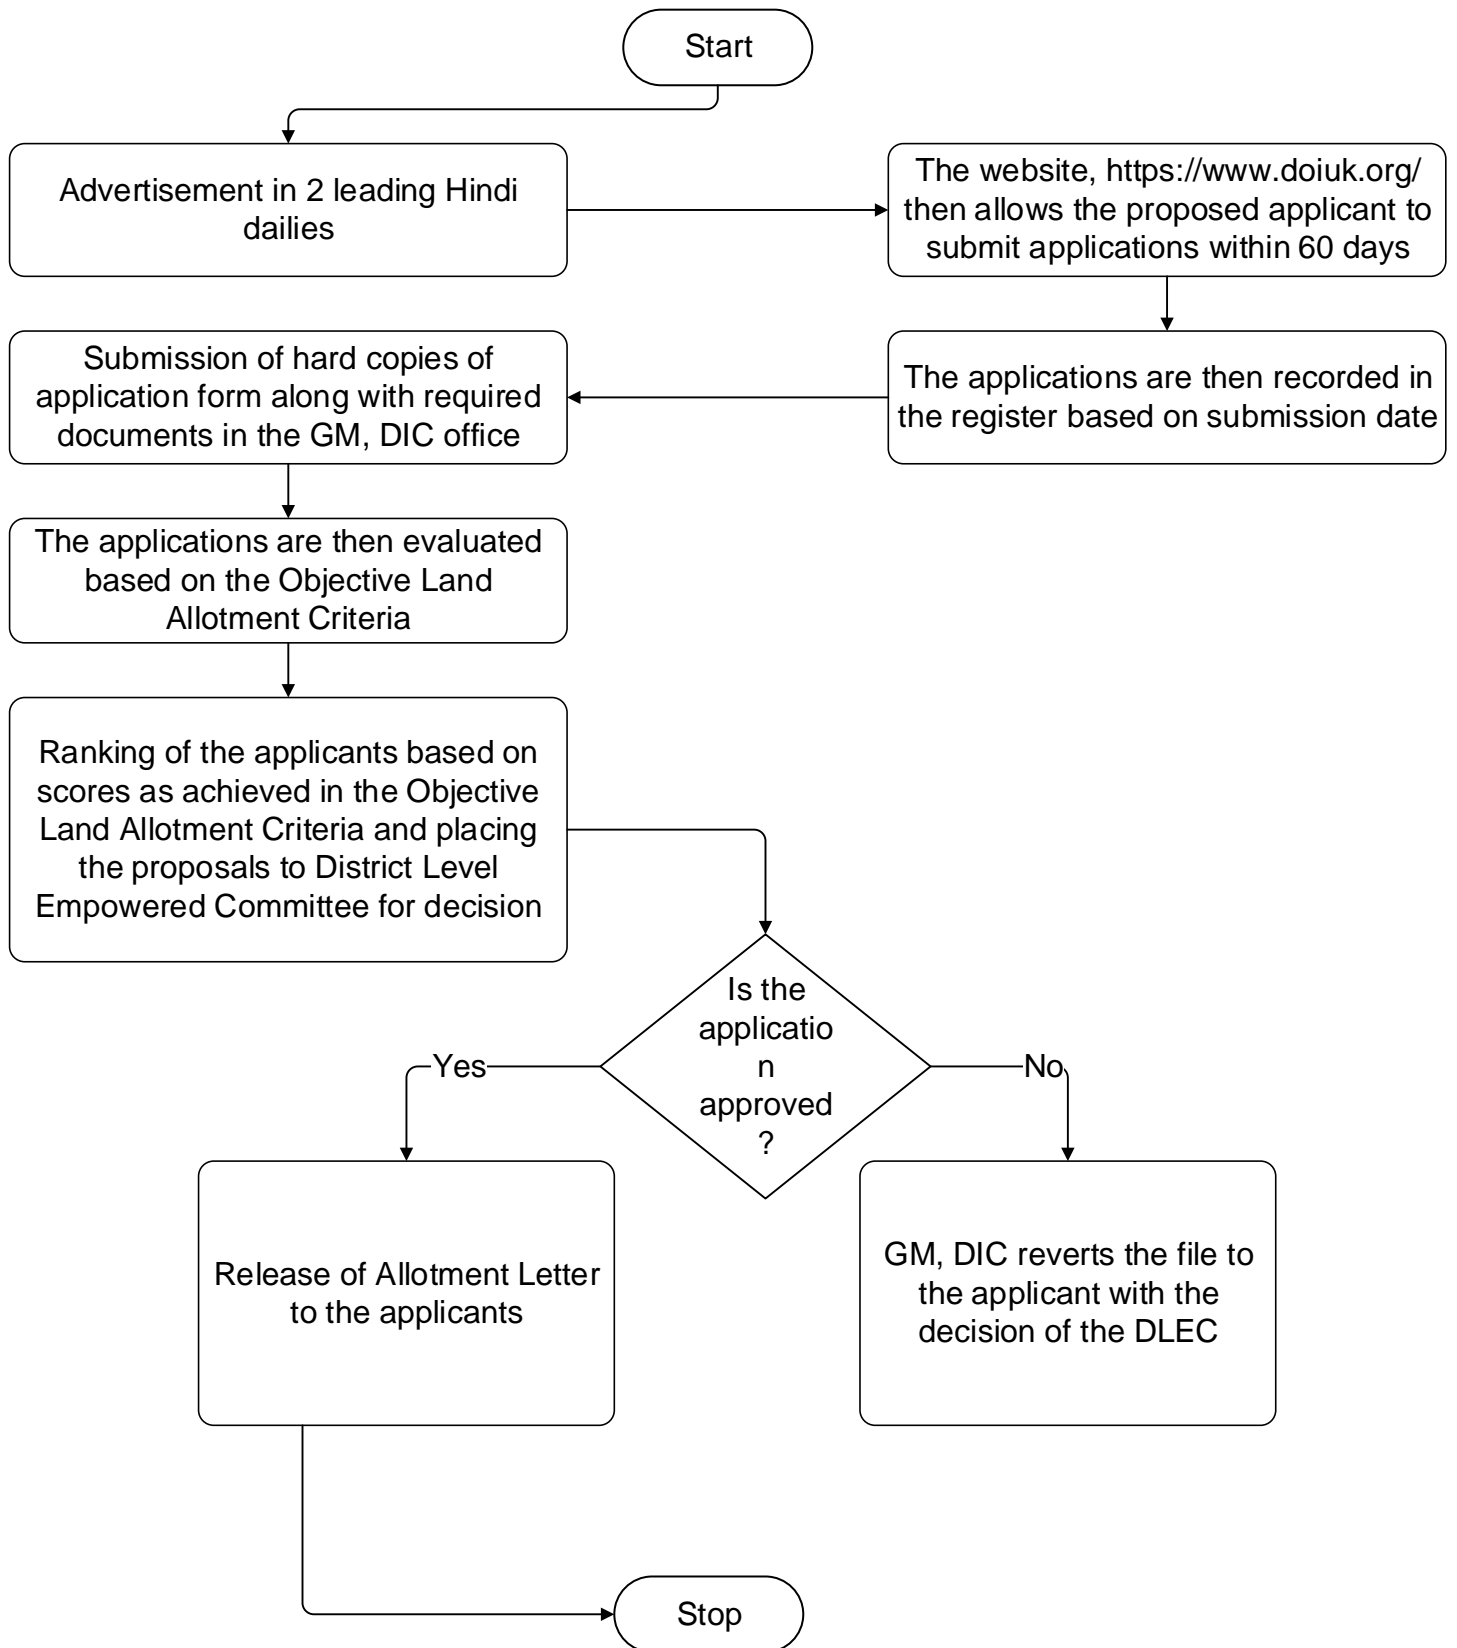 Start
Advertisement in 2 leading Hindi
dailies
The website, https://www.doiuk.org/
then allows the proposed applicant to
submit applications within 60 days
The applications are then recorded in
the register based on submission date
Submission of hard copies of
application form along with required
documents in the GM, DIC office
The applications are then evaluated
based on the Objective Land
Allotment Criteria
Ranking of the applicants based on
scores as achieved in the Objective
Land Allotment Criteria and placing
the proposals to District Level
Empowered Committee for decision
Is the
applicatio
n
approved
?
Yes
No
Release of Allotment Letter
to the applicants
GM, DIC reverts the file to
the applicant with the
decision of the DLEC
Stop